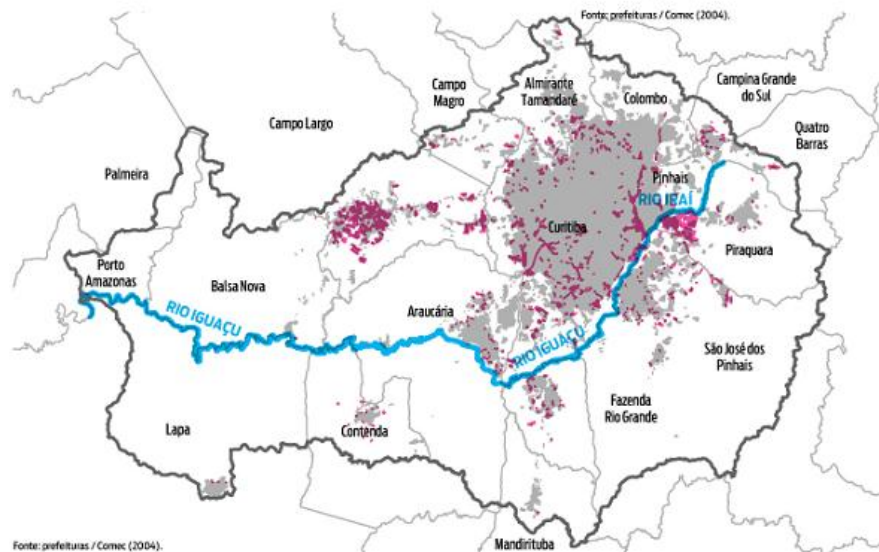 Fonte: prefeituras / Comec (2004).
Campo
Magro
Almirante
Tamandaré
Colombo
Campina Grande
do Sul
Quatro
Barras
Campo Largo
Palmeira
Pinhais
RIO IRAÍ
Curitiba
Piraquara
Porto
Amazonas
Balsa Nova
RIO IGUAÇU
Araucária
RIO IGUAÇU
São José dos
Pinhais
Fazenda
Rio Grande
Lapa
Contenda
Mandirituba
Fonte: prefeituras / Comec (2004).